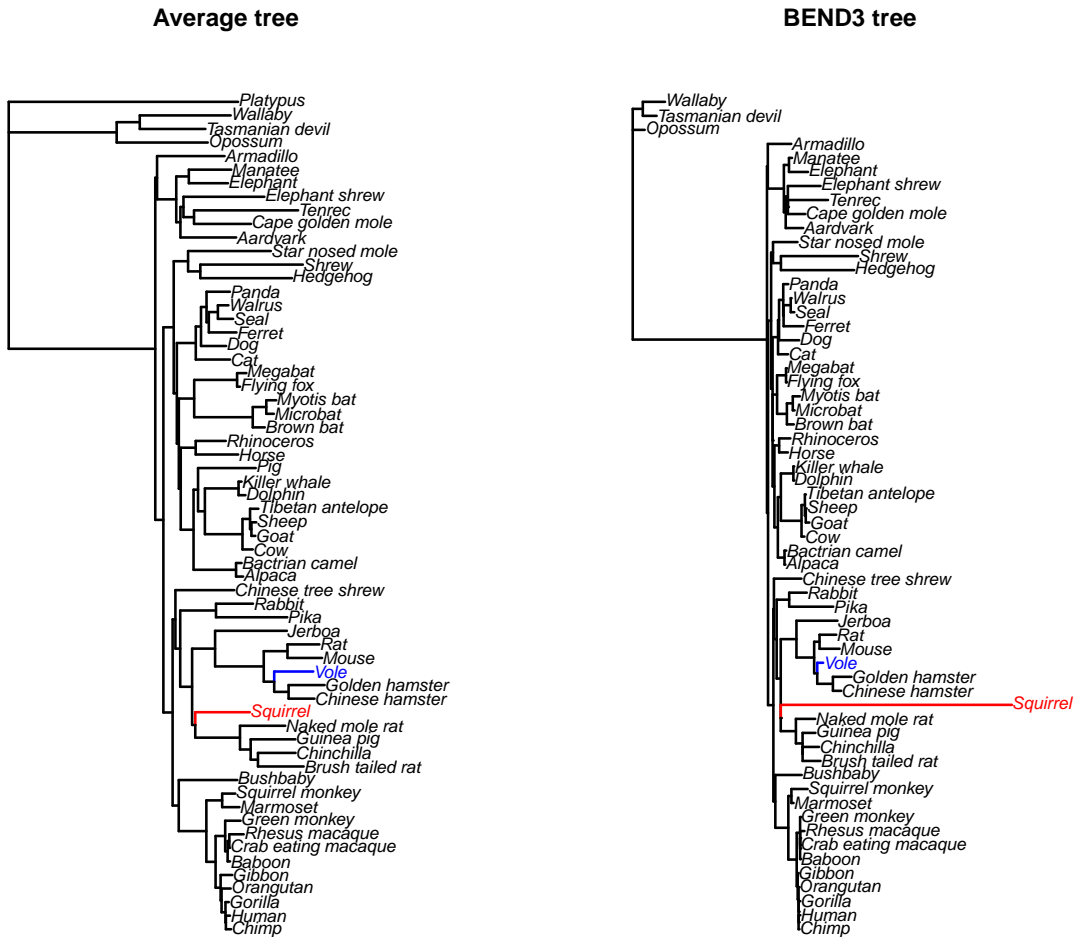 Average tree
Platypus
Wallaby
Tasmanian devil
Opossum
Armadillo
Manatee
Elephant
Elephant shrew
Tenrec
Cape golden mole
Aardvark
Star nosed mole
Shrew
Hedgehog
Panda
Walrus
Seal
Ferret
Dog
Cat
Megabat
Flying fox
Myotis bat
Microbat
Brown bat
Rhinoceros
Horse
Pig
Killer whale
Dolphin
Tibetan antelope
Sheep
Goat
Cow
Bactrian camel
Alpaca
Chinese tree shrew
Rabbit
Pika
Jerboa
Rat
Mouse
Vole
Golden hamster
Chinese hamster
Squirrel
Naked mole rat
Guinea pig
Chinchilla
Brush tailed rat
Bushbaby
Squirrel monkey
Marmoset
Green monkey
Rhesus macaque
Crab eating macaque
Baboon
Gibbon
Orangutan
Gorilla
Human
Chimp
BEND3 tree
Wallaby
Tasmanian devil
Opossum
Armadillo
Manatee
Elephant
Elephant shrew
Tenrec
Cape golden mole
Aardvark
Star nosed mole
Shrew
Hedgehog
Panda
Walrus
Seal
Ferret
Dog
Cat
Megabat
Flying fox
Myotis bat
Microbat
Brown bat
Rhinoceros
Horse
Killer whale
Dolphin
Tibetan antelope
Sheep
Goat
Cow
Bactrian camel
Alpaca
Chinese tree shrew
Rabbit
Pika
Jerboa
Rat
Mouse
Vole
Golden hamster
Chinese hamster
Squirrel
Naked mole rat
Guinea pig
Chinchilla
Brush tailed rat
Bushbaby
Squirrel monkey
Marmoset
Green monkey
Rhesus macaque
Crab eating macaque
Baboon
Gibbon
Orangutan
Gorilla
Human
Chimp